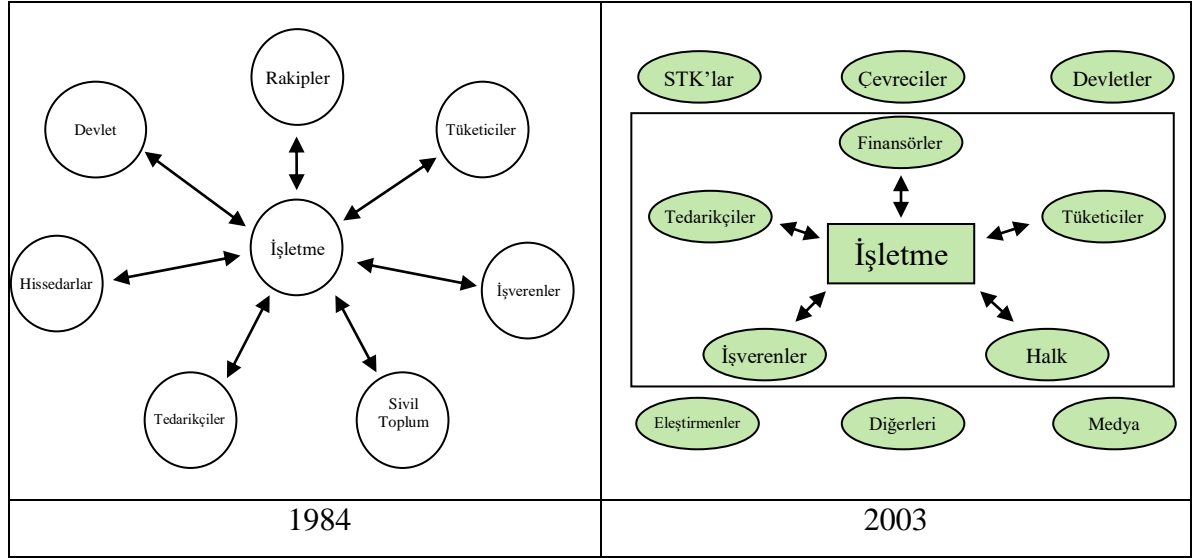 Rakipler
Devlet
Tüketiciler
İşletme
Hissedarlar
İşverenler
Tedarikçiler
Sivil
Toplum
1984
STK’lar
Çevreciler
Devletler
Finansörler
Tedarikçiler
Tüketiciler
İşletme
İşverenler
Halk
Eleştirmenler
Diğerleri
Medya
2003